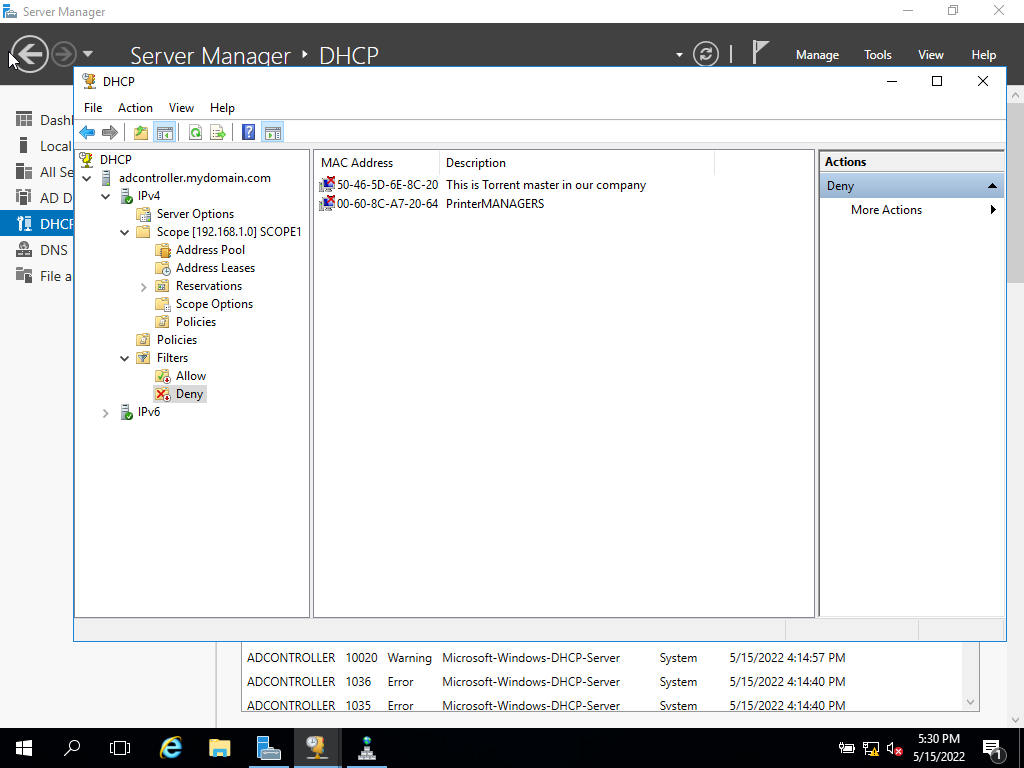 Server Manager
Server Manager • DHCP
Manage Tools View Help
Dashl
Local
All Se
AD D
DHCP
DNS
File a
DHCP
File Action View Help
DHCP
adcontroller.mydomain.com
IPv4
Server Options
Scope [192.168.1.0] SCOPE1
Address Pool
Address Leases
Reservations
Scope Options
Policies
Policies
Filters
Allow
Deny
IPv6
MAC Address Description
50-46-5D-6E-8C-20 This is Torrent master in our company
00-60-8C-A7-20-64 PrinterMANAGERS
Actions
Deny
More Actions
ADCONTROLLER 10020 Warning Microsoft-Windows-DHCP-Server System 5/15/2022 4:14:57 PM
ADCONTROLLER 1036 Error Microsoft-Windows-DHCP-Server System 5/15/2022 4:14:40 PM
ADCONTROLLER 1035 Error Microsoft-Windows-DHCP-Server System 5/15/2022 4:14:40 PM
5:30 PM
5/15/2022
1